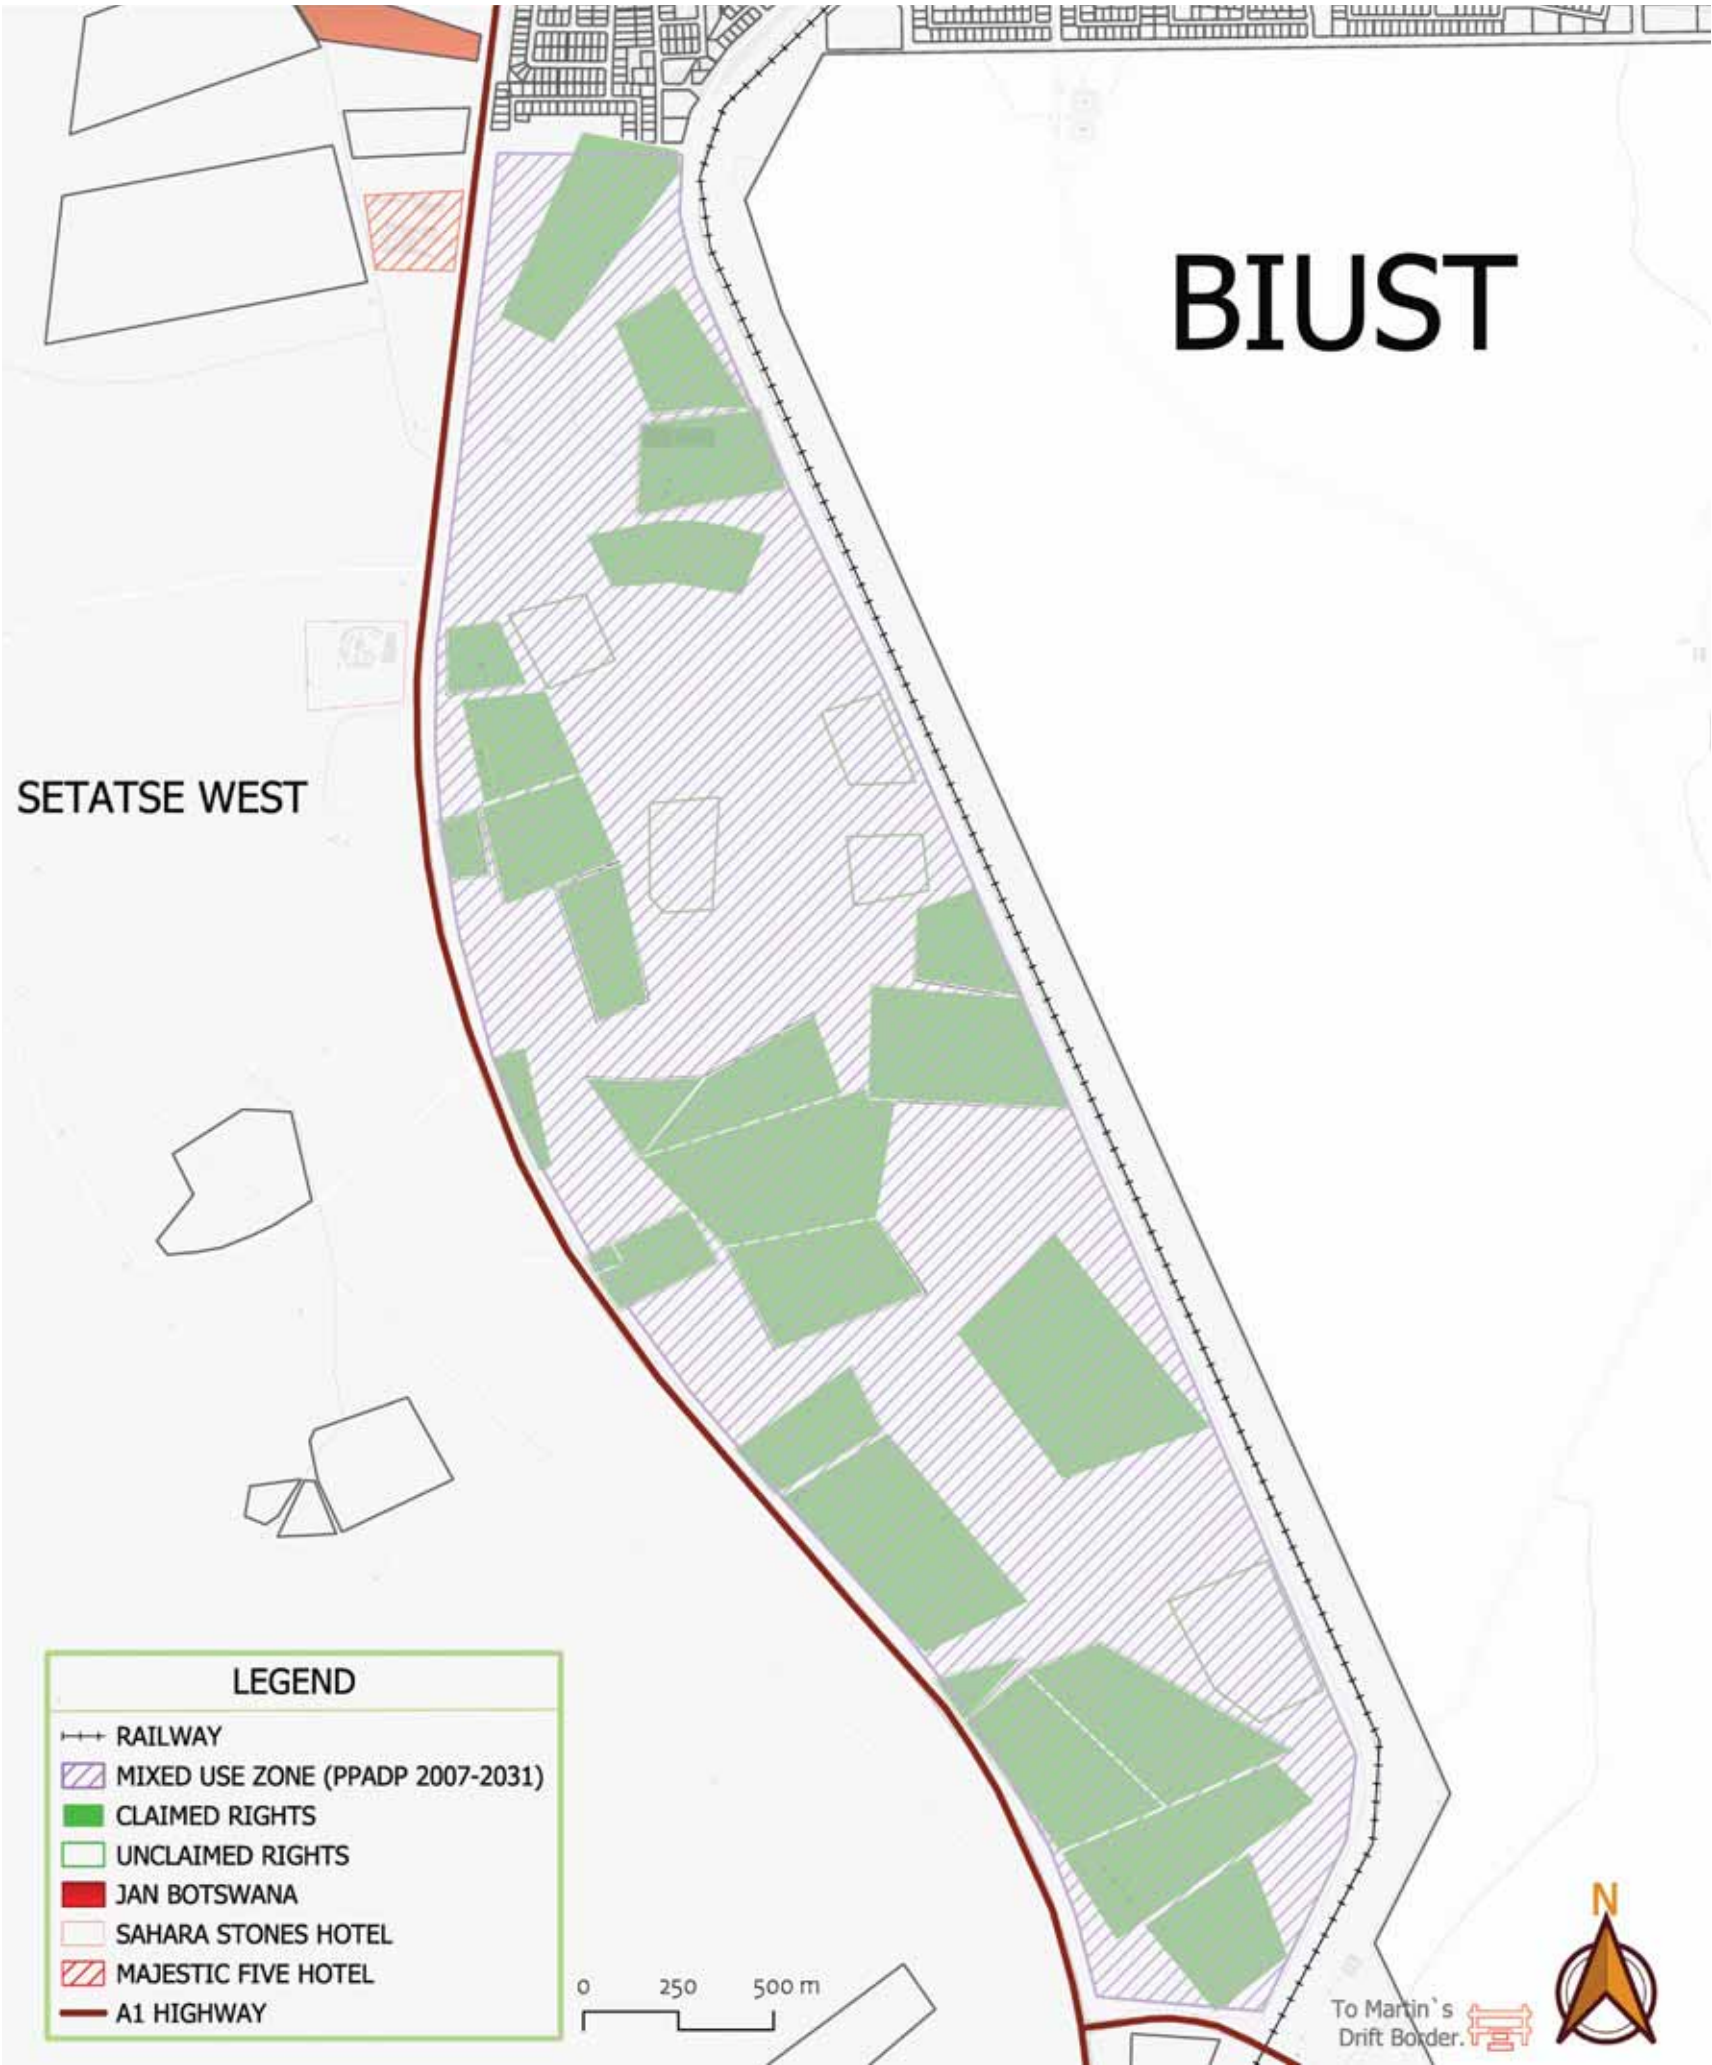 BIUST
SETATSE WEST
LEGEND
RAILWAY
MIXED USE ZONE (PPADP 2007-2031)
CLAIMED RIGHTS
UNCLAIMED RIGHTS
JAN BOTSWANA
SAHARA STONES HOTEL
MAJESTIC FIVE HOTEL
A1 HIGHWAY
0 250 500 m
N
To Martin`s
Drift Border.